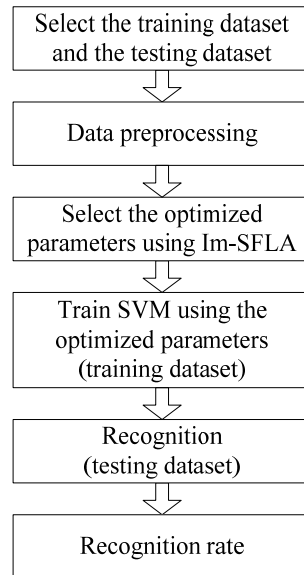 Select the training dataset
and the testing dataset
Data preprocessing
Select the optimized
parameters using Im-SFLA
Train SVM using the
optimized parameters
(training dataset)
Recognition
(testing dataset)
Recognition rate